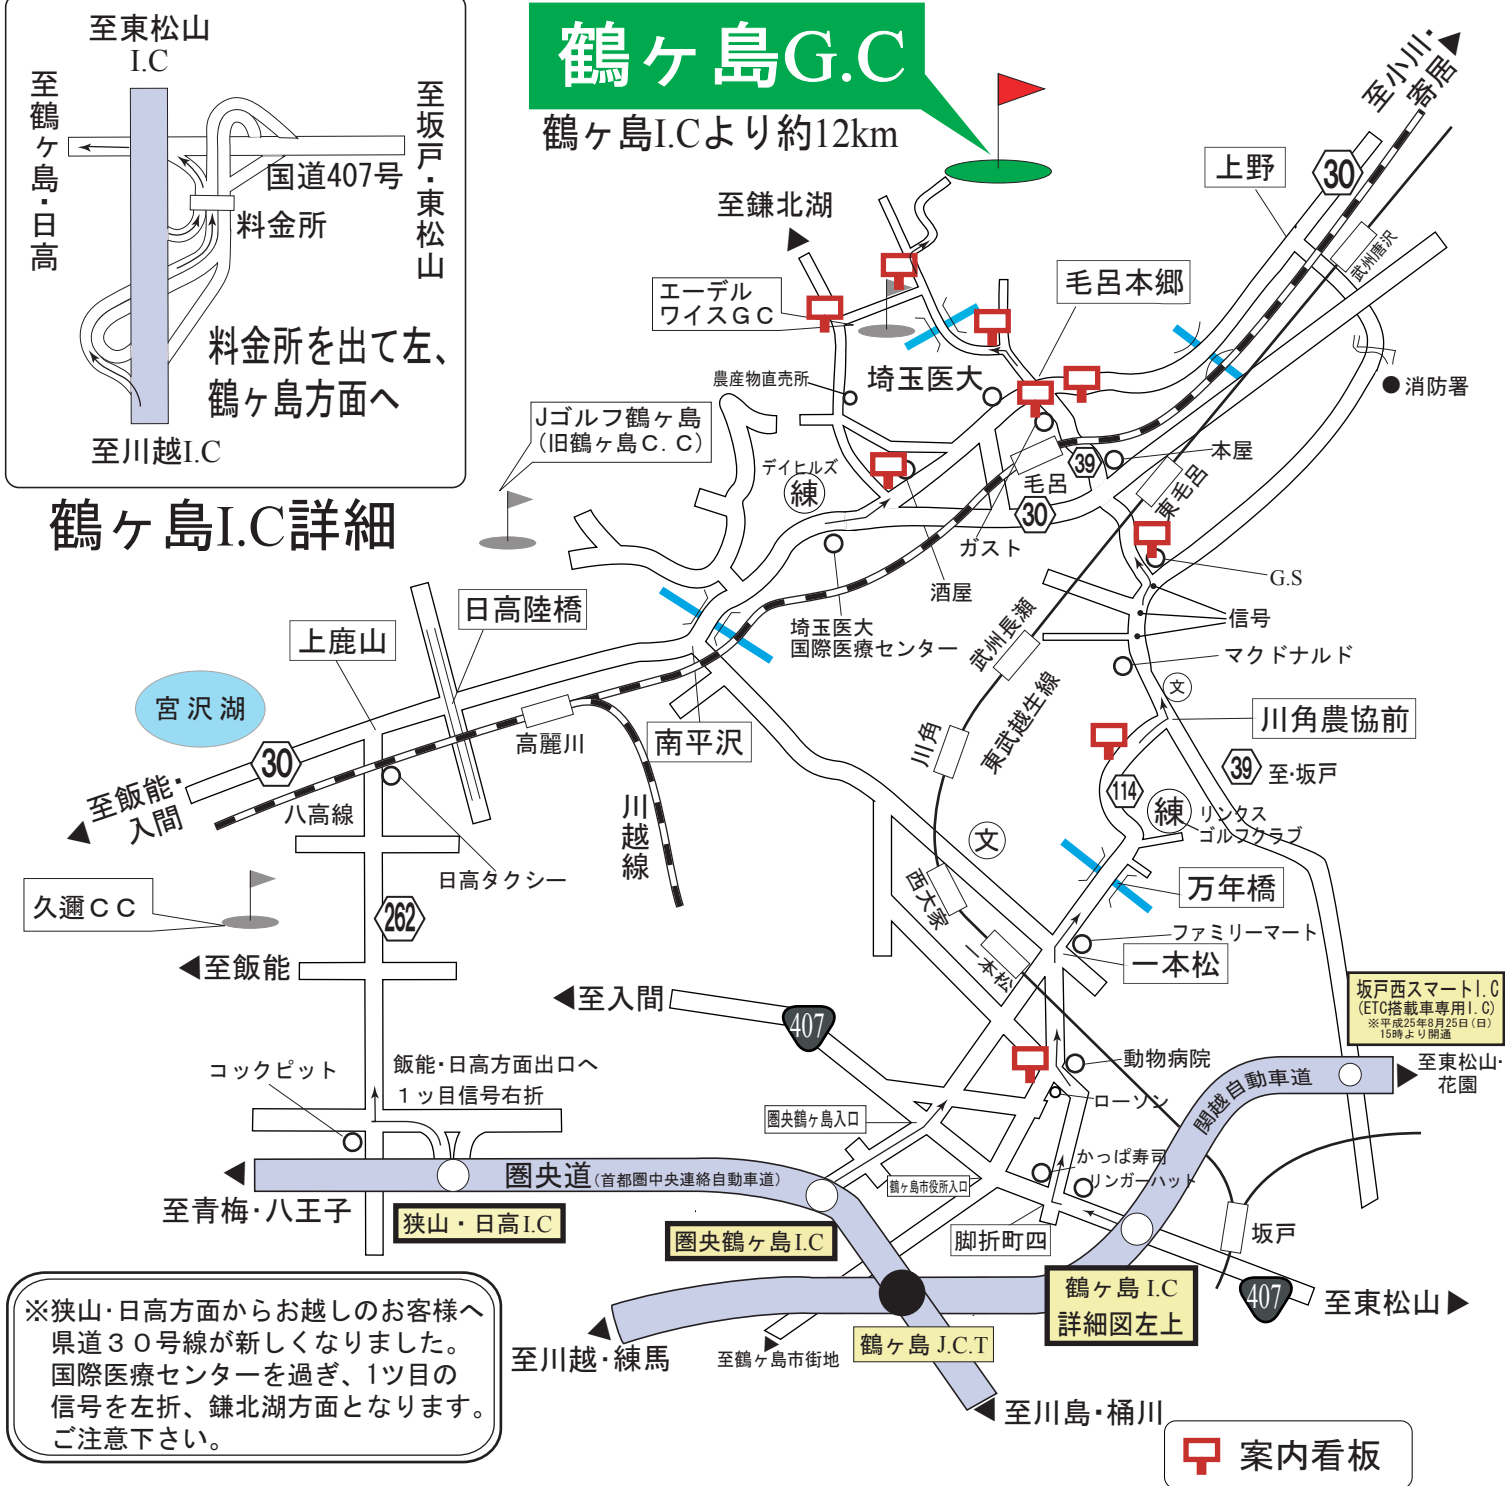 至東松山
I.C
至鶴ヶ島・日高
至坂戸・東松山
国道407号
料金所
料金所を出て左、
鶴ヶ島方面へ
至川越I.C
鶴ヶ島I.C詳細
鶴ヶ島G.C
鶴ヶ島I.Cより約12km
至小川・
寄居
上野
30
武州唐沢
至鎌北湖
エーデル
ワイスＧＣ
毛呂本郷
農産物直売所
埼玉医大
消防署
Jゴルフ鶴ヶ島
(旧鶴ヶ島Ｃ.Ｃ)
デイヒルズ
練
毛呂
39
本屋
30
東毛呂
ガスト
酒屋
G.S
信号
埼玉医大
国際医療センター
武州長瀬
マクドナルド
日高陸橋
上鹿山
宮沢湖
文
川角農協前
南平沢
高麗川
川角
東武越生線
30
至飯能・
入間
八高線
川越線
39
至・坂戸
114
練
リンクス
ゴルフクラブ
文
日高タクシー
久邇ＣＣ
262
西大家
万年橋
ファミリーマート
一本松
一本松
至飯能
至入間
407
坂戸西スマートI.C
(ETC搭載車専用I.C)
※平成25年8月25日(日)
15時より開通
飯能・日高方面出口へ
１ッ目信号右折
コックピット
動物病院
至東松山・
花園
関越自動車道
ローソン
圏央鶴ヶ島入口
かっぱ寿司
リンガーハット
鶴ヶ島市役所入口
圏央道(首都圏中央連絡自動車道)
至青梅・八王子
狭山・日高I.C
圏央鶴ヶ島I.C
脚折町四
坂戸
鶴ヶ島 I.C
詳細図左上
407
至東松山
鶴ヶ島 J.C.T
至鶴ヶ島市街地
至川越・練馬
至川島・桶川
※狭山・日高方面からお越しのお客様へ
県道３０号線が新しくなりました。
国際医療センターを過ぎ、1ツ目の
信号を左折、鎌北湖方面となります。
ご注意下さい。
案内看板